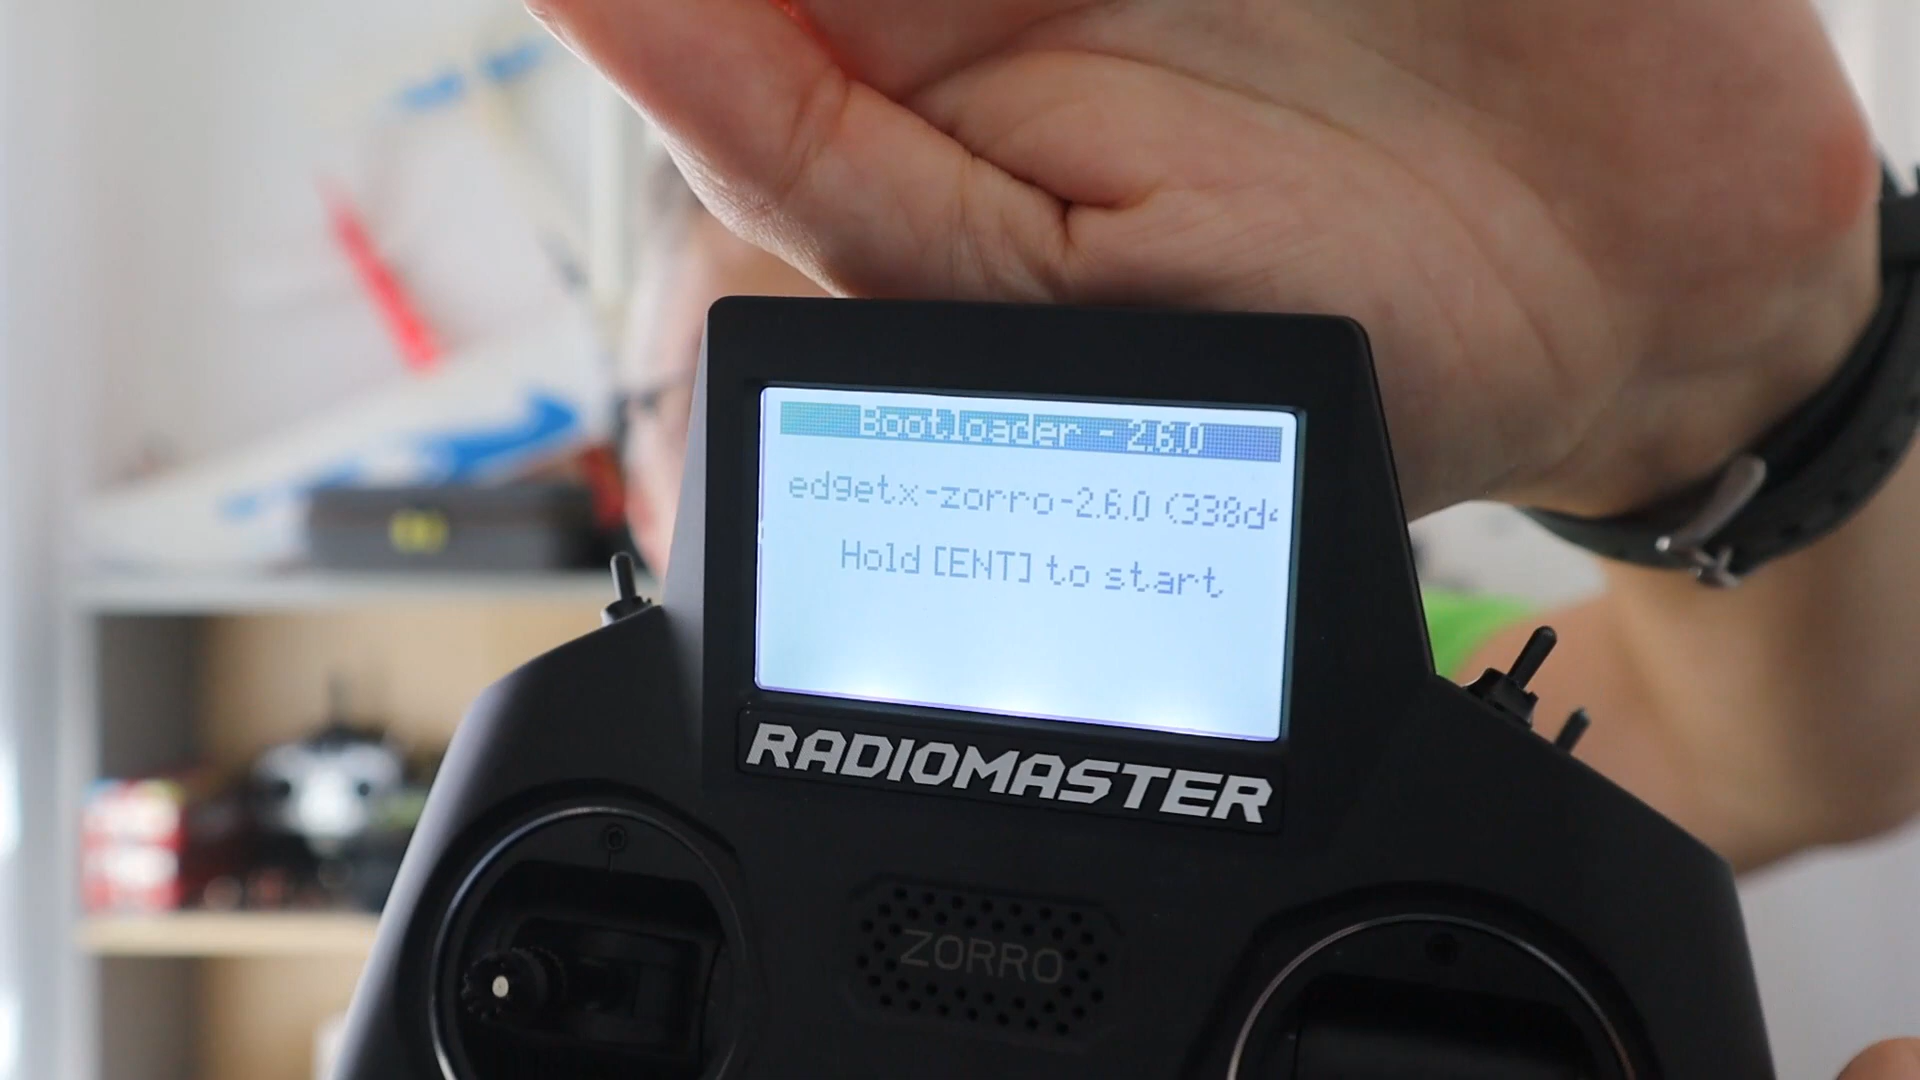 Bootloader - 2.6.0
edgetx-zorro-2.6.0 (338d
Hold [ENT] to start
RADIOMASTER
ZORRO